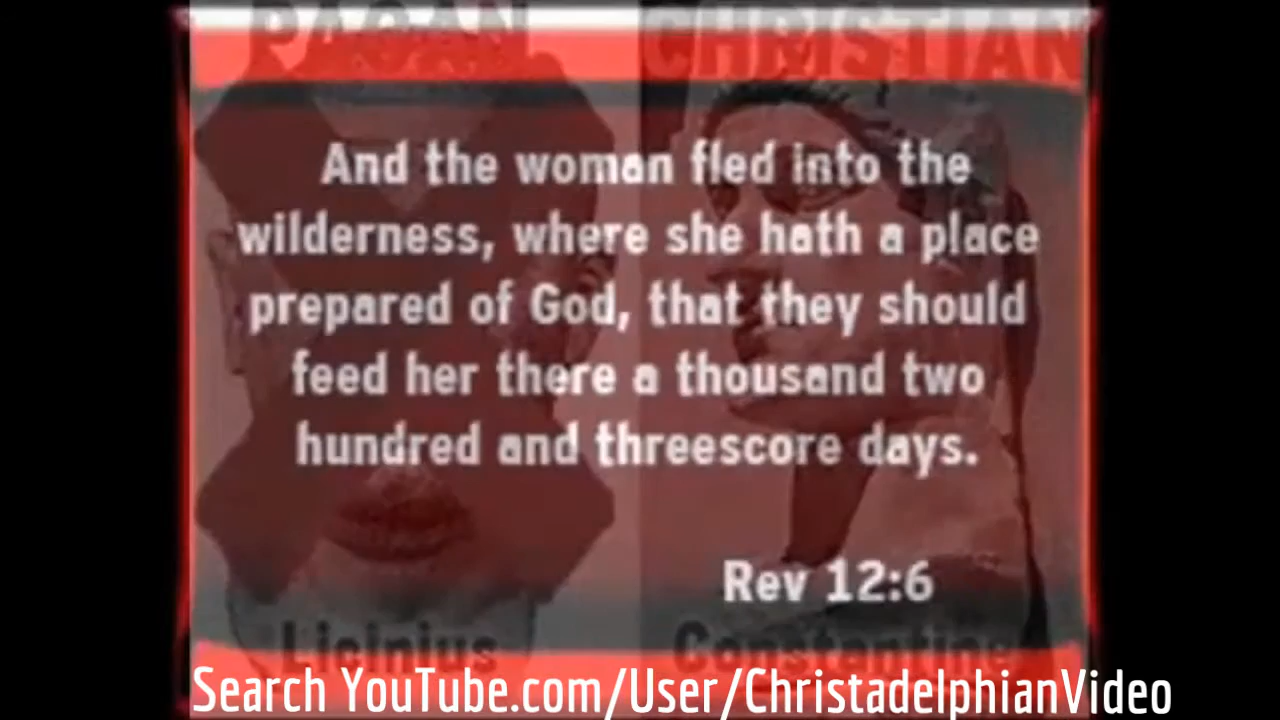 PAGAN CHRISTIAN
And the woman fled into the
wilderness, where she hath a place
prepared of God, that they should
feed her there a thousand two
hundred and threescore days.
Rev 12:6
Licinius Constantine
Search YouTube.com/User/ChristadelphianVideo